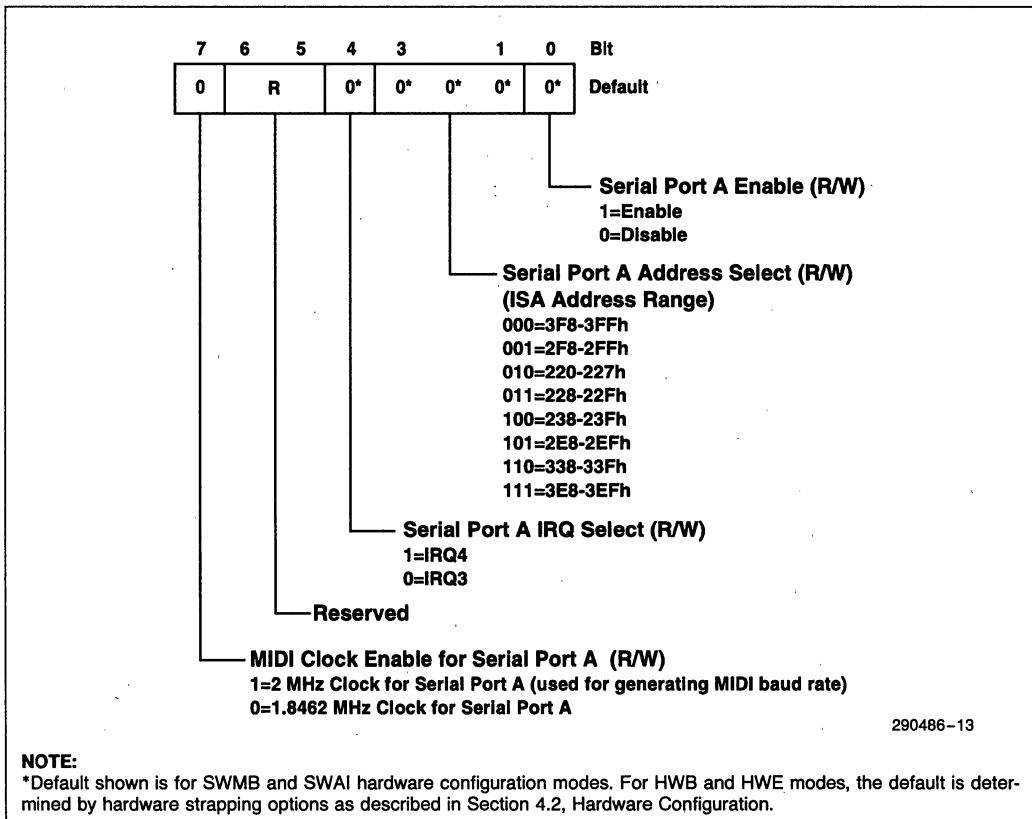 7 6 5 4 3 1 0 Bit
0 R 0* 0* 0* 0* 0* Default
Serial Port A Enable (R/W)
1=Enable
0=Disable
Serial Port A Address Select (R/W)
(ISA Address Range)
000=3F8-3FFh
001=2F8-2FFh
010=220-227h
011=228-22Fh
100=238-23Fh
101=2E8-2EFh
110=338-33Fh
111=3E8-3EFh
Serial Port A IRQ Select (R/W)
1=IRQ4
0=IRQ3
Reserved
MIDI Clock Enable for Serial Port A (R/W)
1=2 MHz Clock for Serial Port A (used for generating MIDI baud rate)
0=1.8462 MHz Clock for Serial Port A
290486–13
NOTE:
*Default shown is for SWMB and SWAI hardware configuration modes. For HWB and HWE modes, the default is deter-
mined by hardware strapping options as described in Section 4.2, Hardware Configuration.